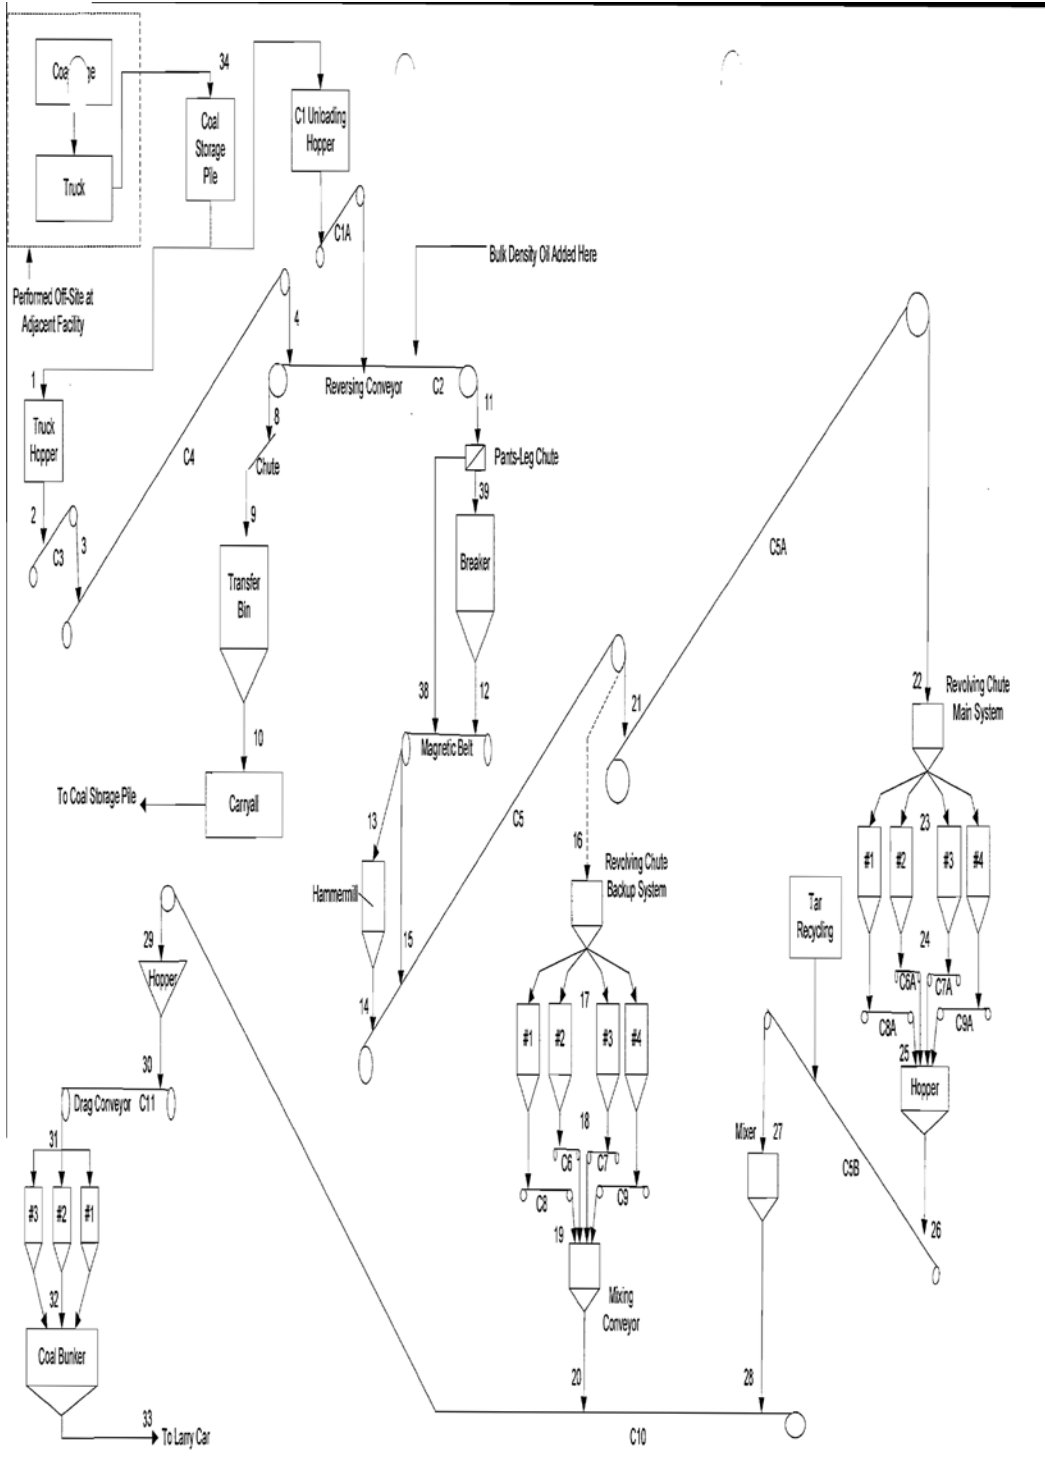 34
Coal
Storage
Pile
Truck
C1 Unloading
Hopper
C1A
Bulk Density Oil Added Here
Performed Off-Site at
Adjacent Facility
4
1
Reversing Conveyor
C2
11
8
Truck
Hopper
Chute
Pants-Leg Chute
C4
39
2
9
C3
3
C5A
Breaker
Transfer
Bin
22
Revolving Chute
Main System
38
12
21
10
Magnetic Belt
To Coal Storage Pile
Carryall
13
C5
23
16
#1
#2
#3
#4
Revolving Chute
Backup System
Hammermill
Tar
Recycling
29
15
24
Hopper
C6A
C7A
14
17
C8A
C9A
#1
#2
#3
#4
25
30
Hopper
Drag Conveyor C11
18
31
Mixer
27
C6
C7
C5B
C8
C9
#3
#2
#1
19
26
32
Mixing
Conveyor
Coal Bunker
20
28
33
To Larry Car
C10